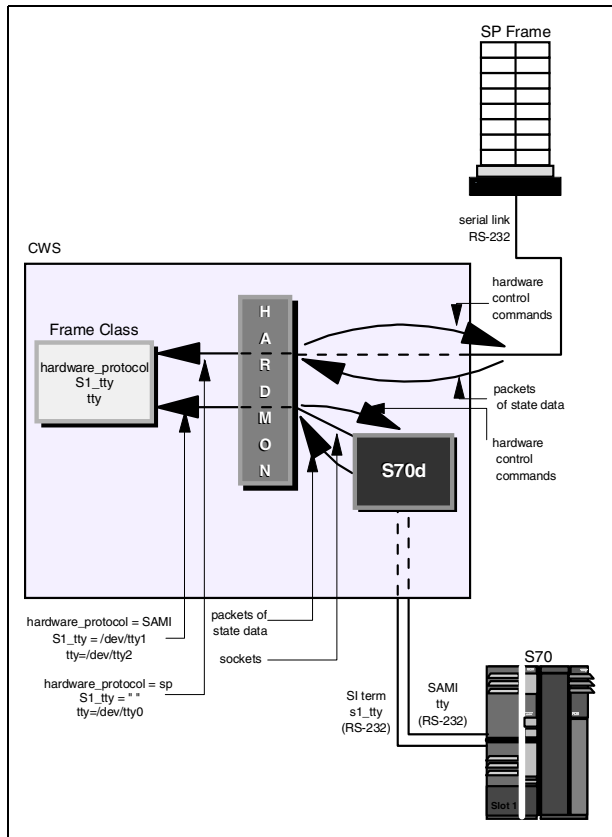 SP Frame
serial link
RS-232
CWS
hardware
control
commands
H
A
R
D
M
O
N
Frame Class
hardware_protocol
S1_tty
tty
packets
of state data
hardware
control
commands
S70d
hardware_protocol = SAMI
S1_tty = /dev/tty1
tty=/dev/tty2
packets of
state data
sockets
hardware_protocol = sp
S1_tty = " "
tty=/dev/tty0
SI term
s1_tty
(RS-232)
SAMI
tty
(RS-232)
S70
Slot 1